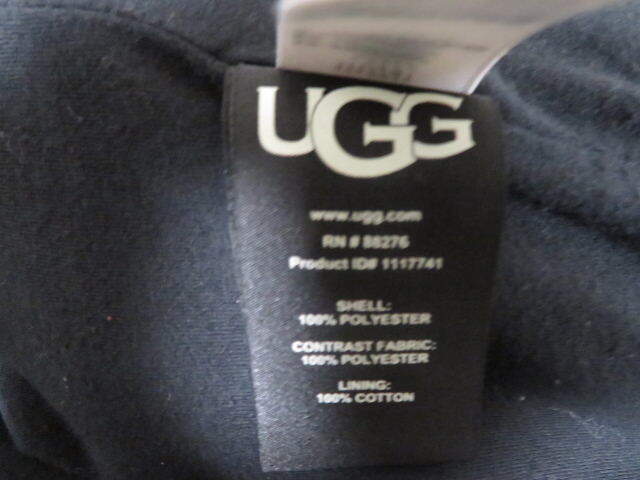 UGG
www.ugg.com
RN # 88276
Product ID# 1117741
SHELL:
100% POLYESTER
CONTRAST FABRIC:
100% POLYESTER
LINING:
100% COTTON